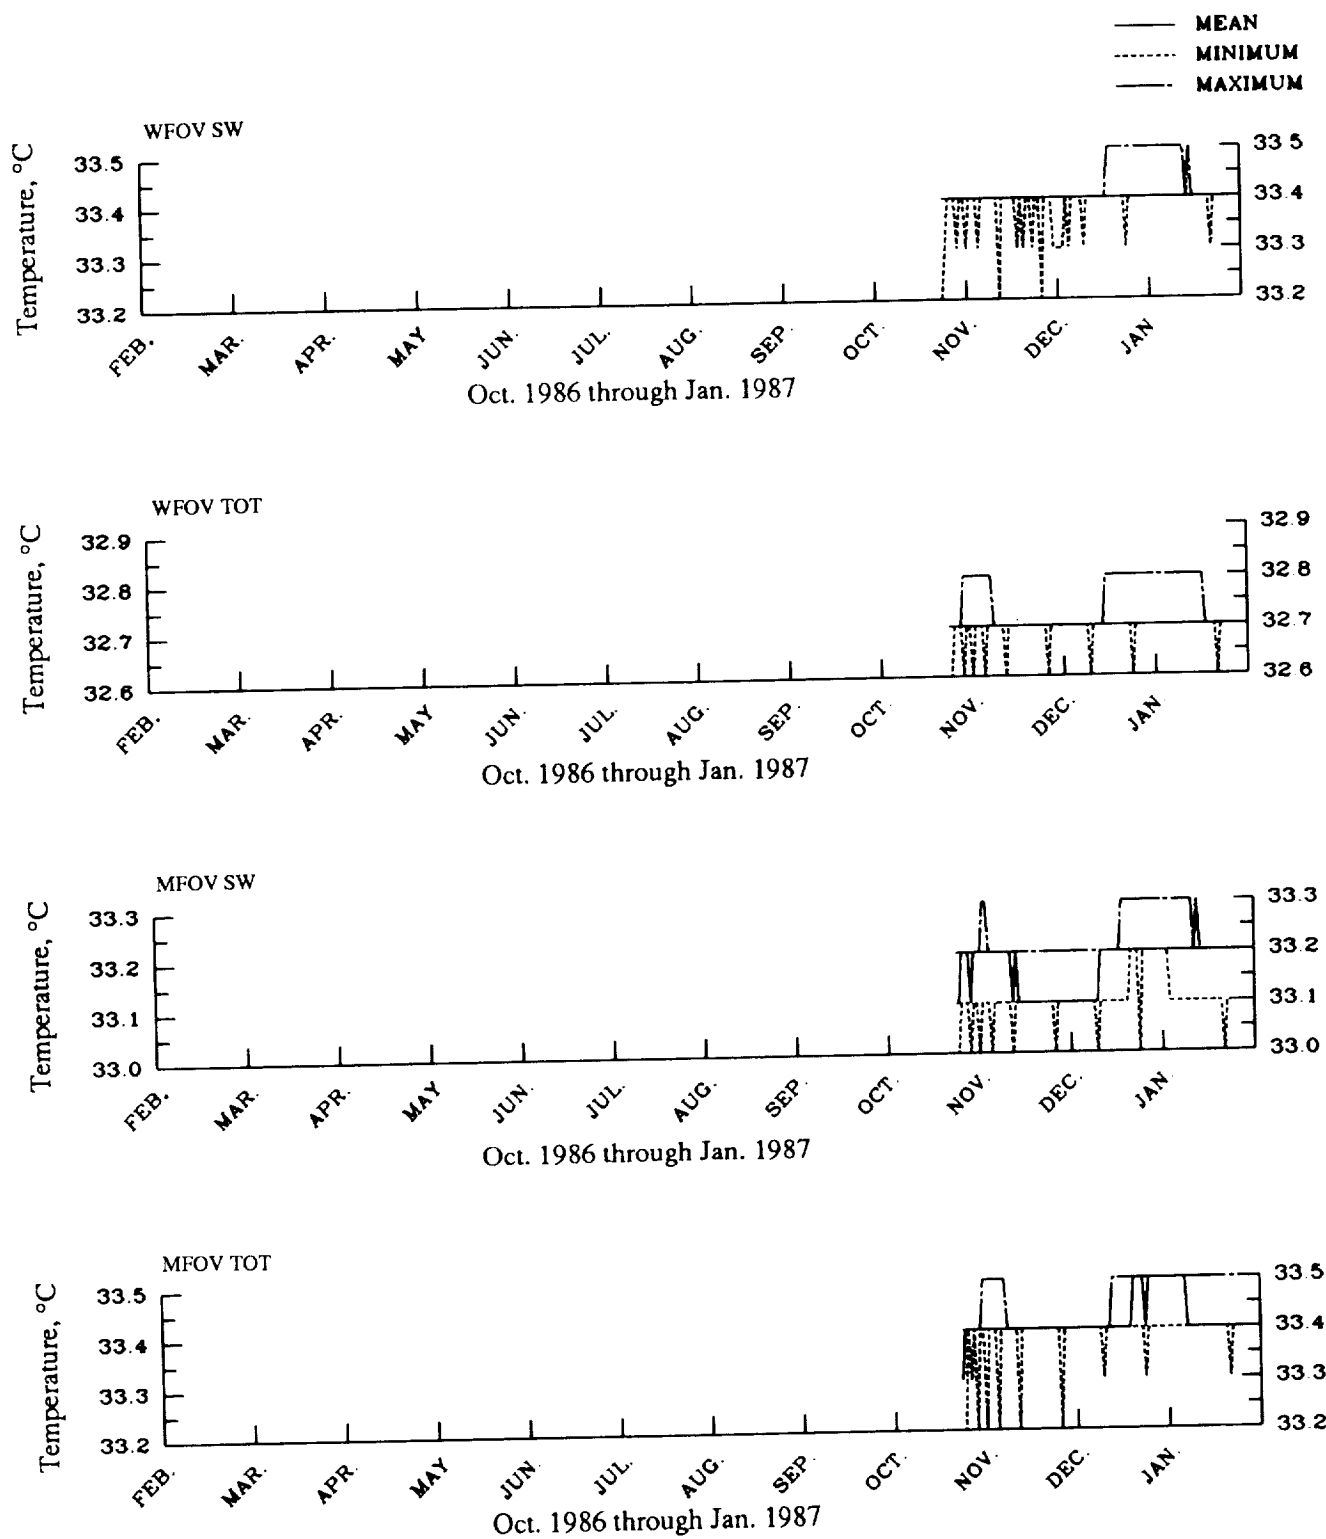 MEAN
MINIMUM
MAXIMUM
WFOV SW
Temperature, °C
33.5 33.5
33.4 33.4
33.3 33.3
33.2 33.2
FEB. MAR. APR. MAY JUN. JUL. AUG. SEP. OCT. NOV. DEC. JAN
Oct. 1986 through Jan. 1987
WFOV TOT
Temperature, °C
32.9 32.9
32.8 32.8
32.7 32.7
32.6 32.6
FEB. MAR. APR. MAY JUN. JUL. AUG. SEP. OCT. NOV. DEC. JAN
Oct. 1986 through Jan. 1987
MFOV SW
Temperature, °C
33.3 33.3
33.2 33.2
33.1 33.1
33.0 33.0
FEB. MAR. APR. MAY JUN. JUL. AUG. SEP. OCT. NOV. DEC. JAN.
Oct. 1986 through Jan. 1987
MFOV TOT
Temperature, °C
33.5 33.5
33.4 33.4
33.3 33.3
33.2 33.2
FEB. MAR. APR. MAY JUN. JUL. AUG. SEP. OCT. NOV. DEC. JAN.
Oct. 1986 through Jan. 1987